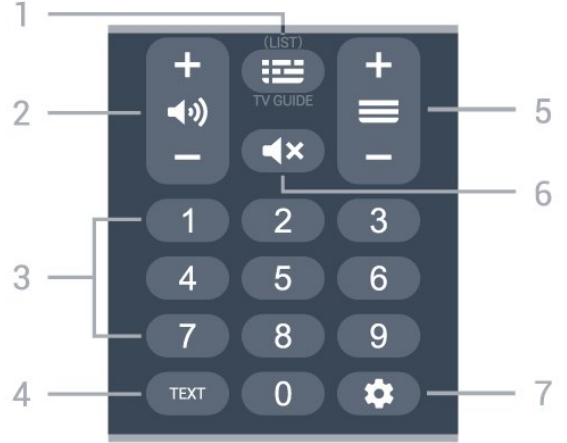 1
(LIST)
+ +
TV GUIDE
2 5
− −
6
1 2 3
3
4 5 6
7 8 9
4 TEXT 0 7